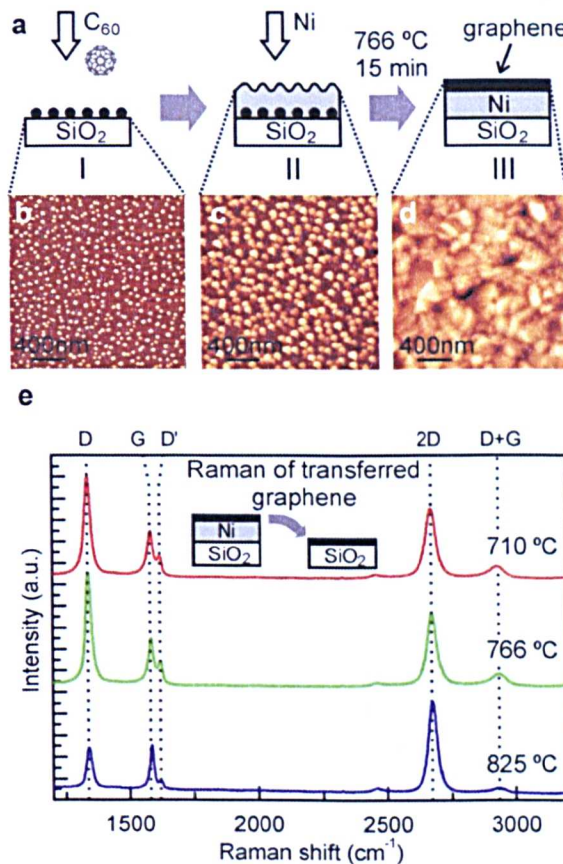 a
C60
Ni
766 ºC
15 min
graphene
SiO2
Ni
SiO2
SiO2
I
II
III
b
c
d
400nm
400nm
400nm
e
D
G
D'
2D
D+G
Raman of transferred
graphene
Ni
SiO2
SiO2
710 ºC
766 ºC
825 ºC
Intensity (a.u.)
1500
2000
2500
3000
Raman shift (cm-1)